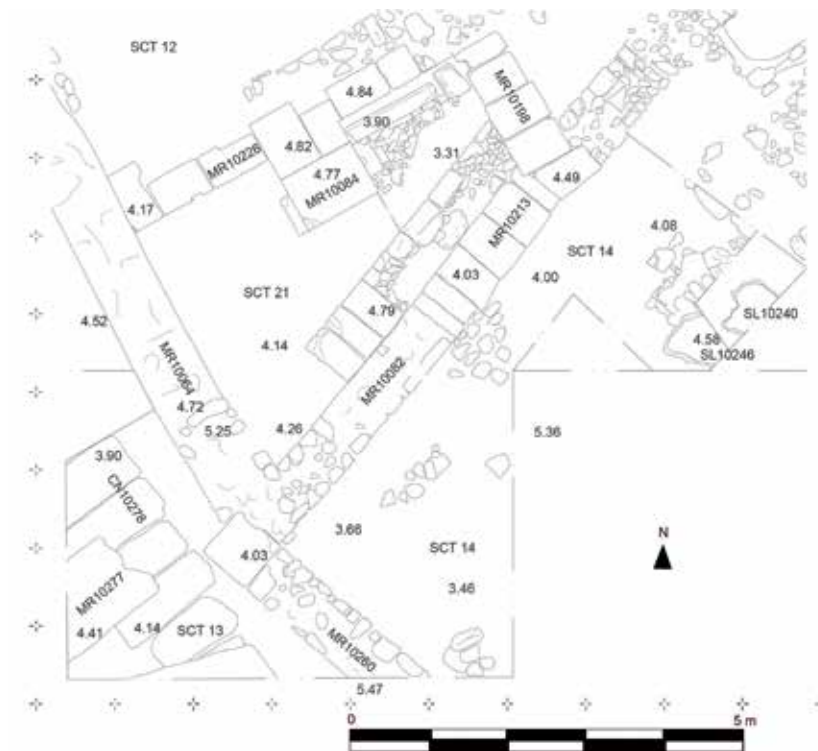 SCT 12
4.84
MR10198
3.90
4.82
MR10226
3.31
4.77
MR10084
4.49
4.17
MR10213
4.08
SCT 14
4.03
4.00
SCT 21
4.79
SL10240
4.52
4.14
4.58
SL10246
MR10064
MR10082
4.72
5.25
4.26
5.36
3.90
CN10278
3.66
N
4.03
SCT 14
MR10277
3.46
4.41
4.14
SCT 13
MR10260
5.47
0
5 m